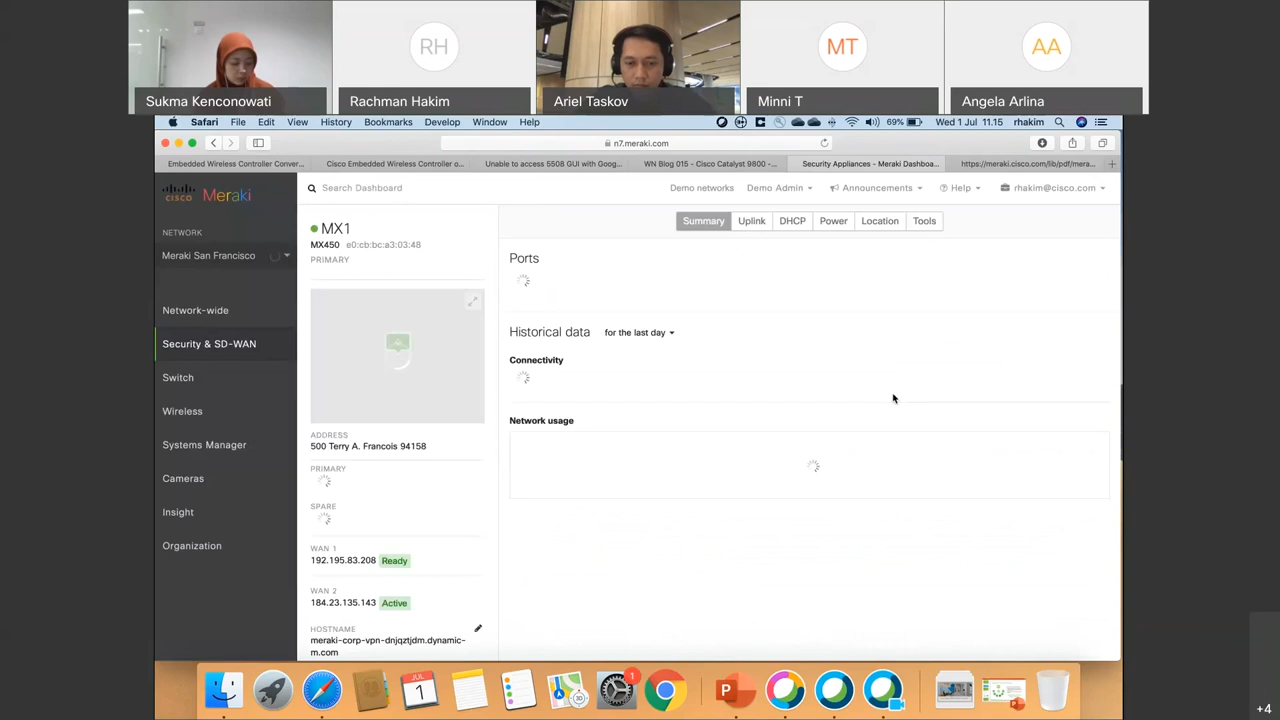 RH
MT
AA
Sukma Kenconowati
Rachman Hakim
Ariel Taskov
Minni T
Angela Arlina
Safari File Edit View History Bookmarks Develop Window Help
69% Wed 1 Jul 11.15 rhakim
n7.meraki.com
Embedded Wireless Controller Conver...
Cisco Embedded Wireless Controller o...
Unable to access 5508 GUI with Goog...
WN Blog 015 - Cisco Catalyst 9800 -...
Security Appliances - Meraki Dashboa...
https://meraki.cisco.com/lib/pdf/mera...
CISCO Meraki
Search Dashboard
Demo networks Demo Admin Announcements Help rhakim@cisco.com
NETWORK
Meraki San Francisco
Network-wide
Security & SD-WAN
Switch
Wireless
Systems Manager
Cameras
Insight
Organization
MX1
MX450 e0:cb:bc:a3:03:48
PRIMARY
ADDRESS
500 Terry A. Francois 94158
PRIMARY
SPARE
WAN 1
192.195.83.208 Ready
WAN 2
184.23.135.143 Active
HOSTNAME
meraki-corp-vpn-dnjqztjdm.dynamic-
m.com
Summary Uplink DHCP Power Location Tools
Ports
Historical data for the last day
Connectivity
Network usage
JUL
1
1
+4